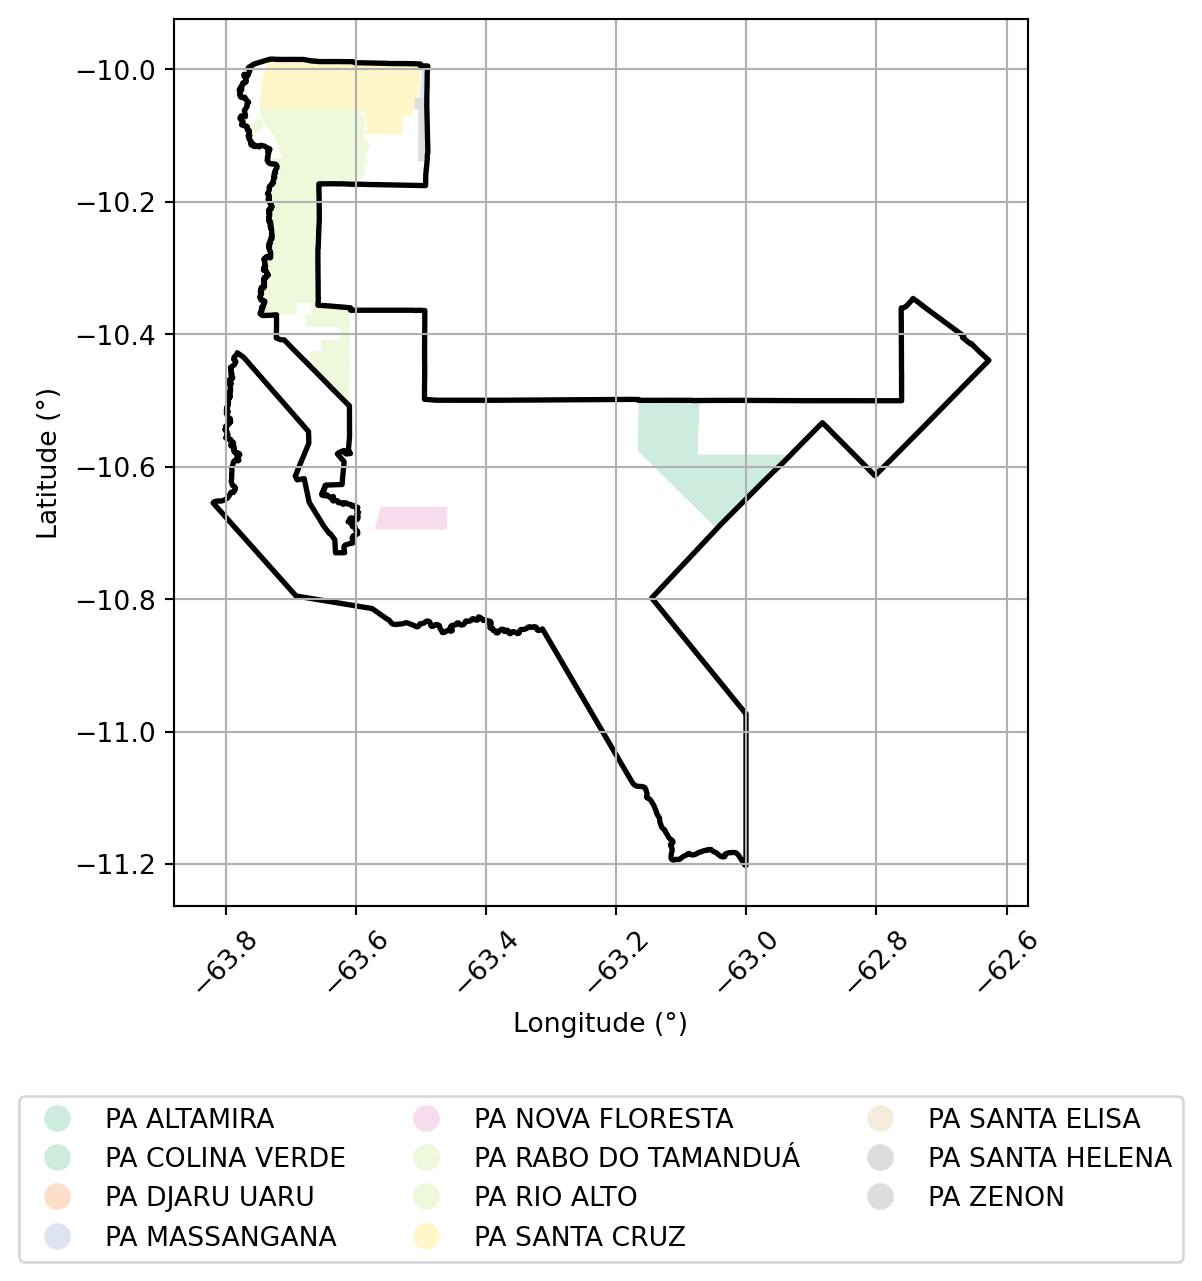 −10.0
−10.2
−10.4
−10.6
−10.8
−11.0
−11.2
Latitude (°)
−63.8
−63.6
−63.4
−63.2
−63.0
−62.8
−62.6
Longitude (°)
PA ALTAMIRA
PA COLINA VERDE
PA DJARU UARU
PA MASSANGANA
PA NOVA FLORESTA
PA RABO DO TAMANDUÁ
PA RIO ALTO
PA SANTA CRUZ
PA SANTA ELISA
PA SANTA HELENA
PA ZENON